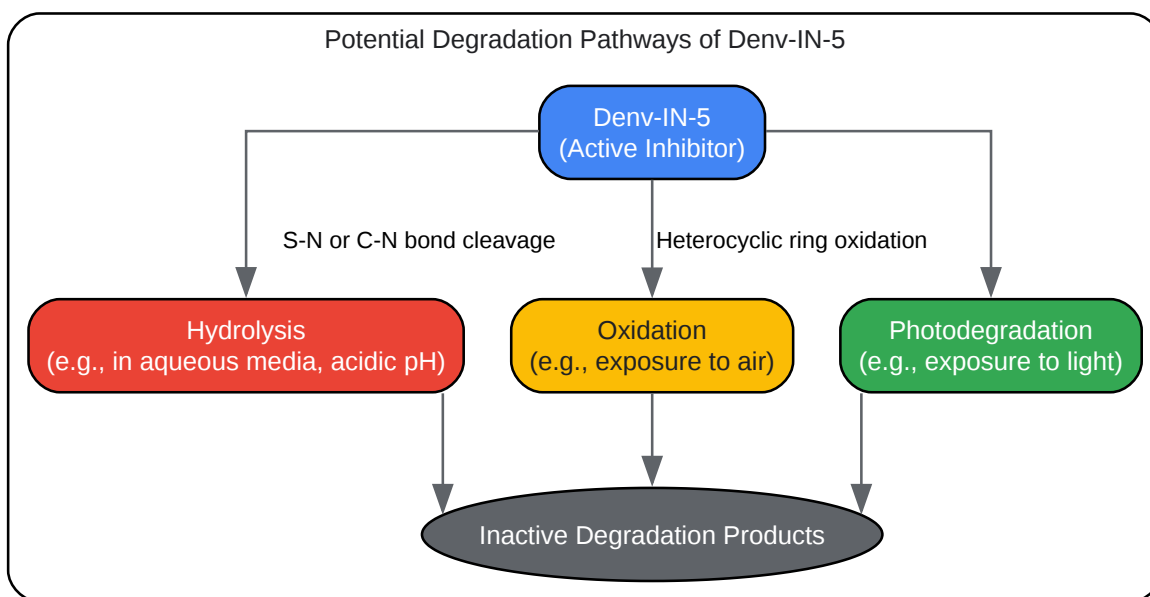 Potential Degradation Pathways of Denv-IN-5
Denv-IN-5
(Active Inhibitor)
S-N or C-N bond cleavage
Heterocyclic ring oxidation
Hydrolysis
(e.g., in aqueous media, acidic pH)
Oxidation
(e.g., exposure to air)
Photodegradation
(e.g., exposure to light)
Inactive Degradation Products